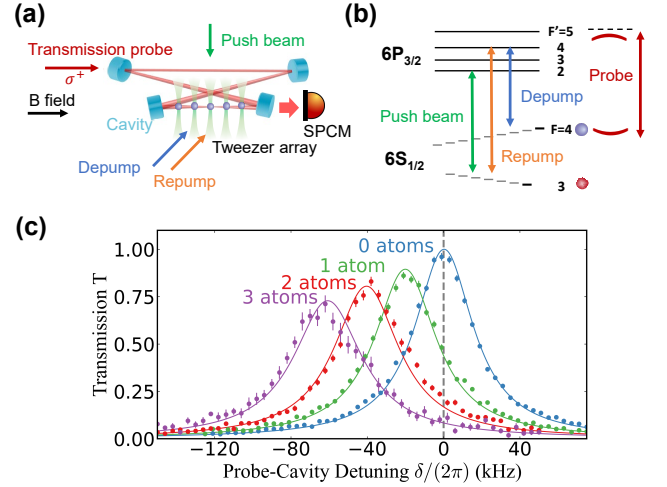 (a)
Transmission probe
σ⁺
Push beam
B field
Cavity
SPCM
Tweezer array
Depump
Repump
(b)
F'=5
6P3/2
4
3
2
Probe
Depump
Push beam
F=4
6S1/2
Repump
3
(c)
0 atoms
1 atom
2 atoms
3 atoms
Transmission T
1.00
0.75
0.50
0.25
0.00
−120
−80
−40
0
40
Probe-Cavity Detuning δ/(2π) (kHz)